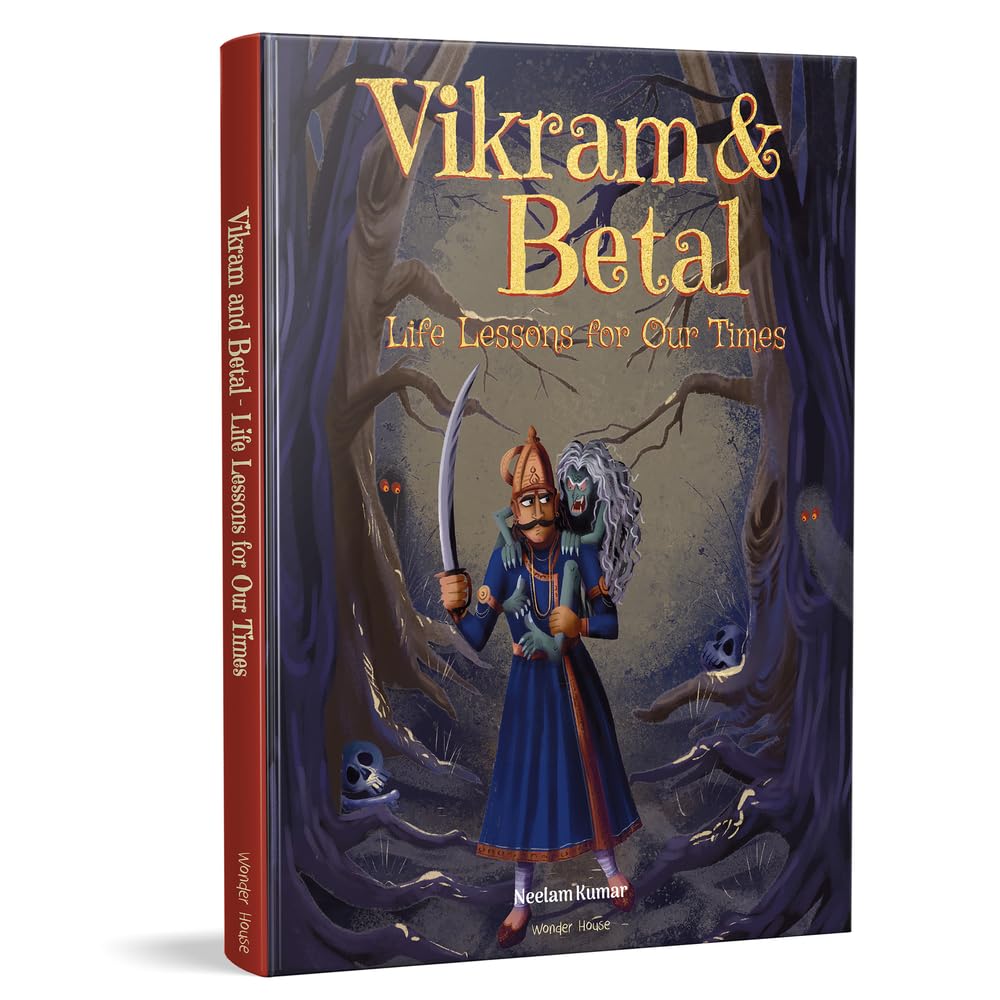 Vikram &
Betal
Life Lessons for Our Times
Neelam Kumar
Wonder House
Vikram and Betal - Life Lessons for Our Times
Wonder House